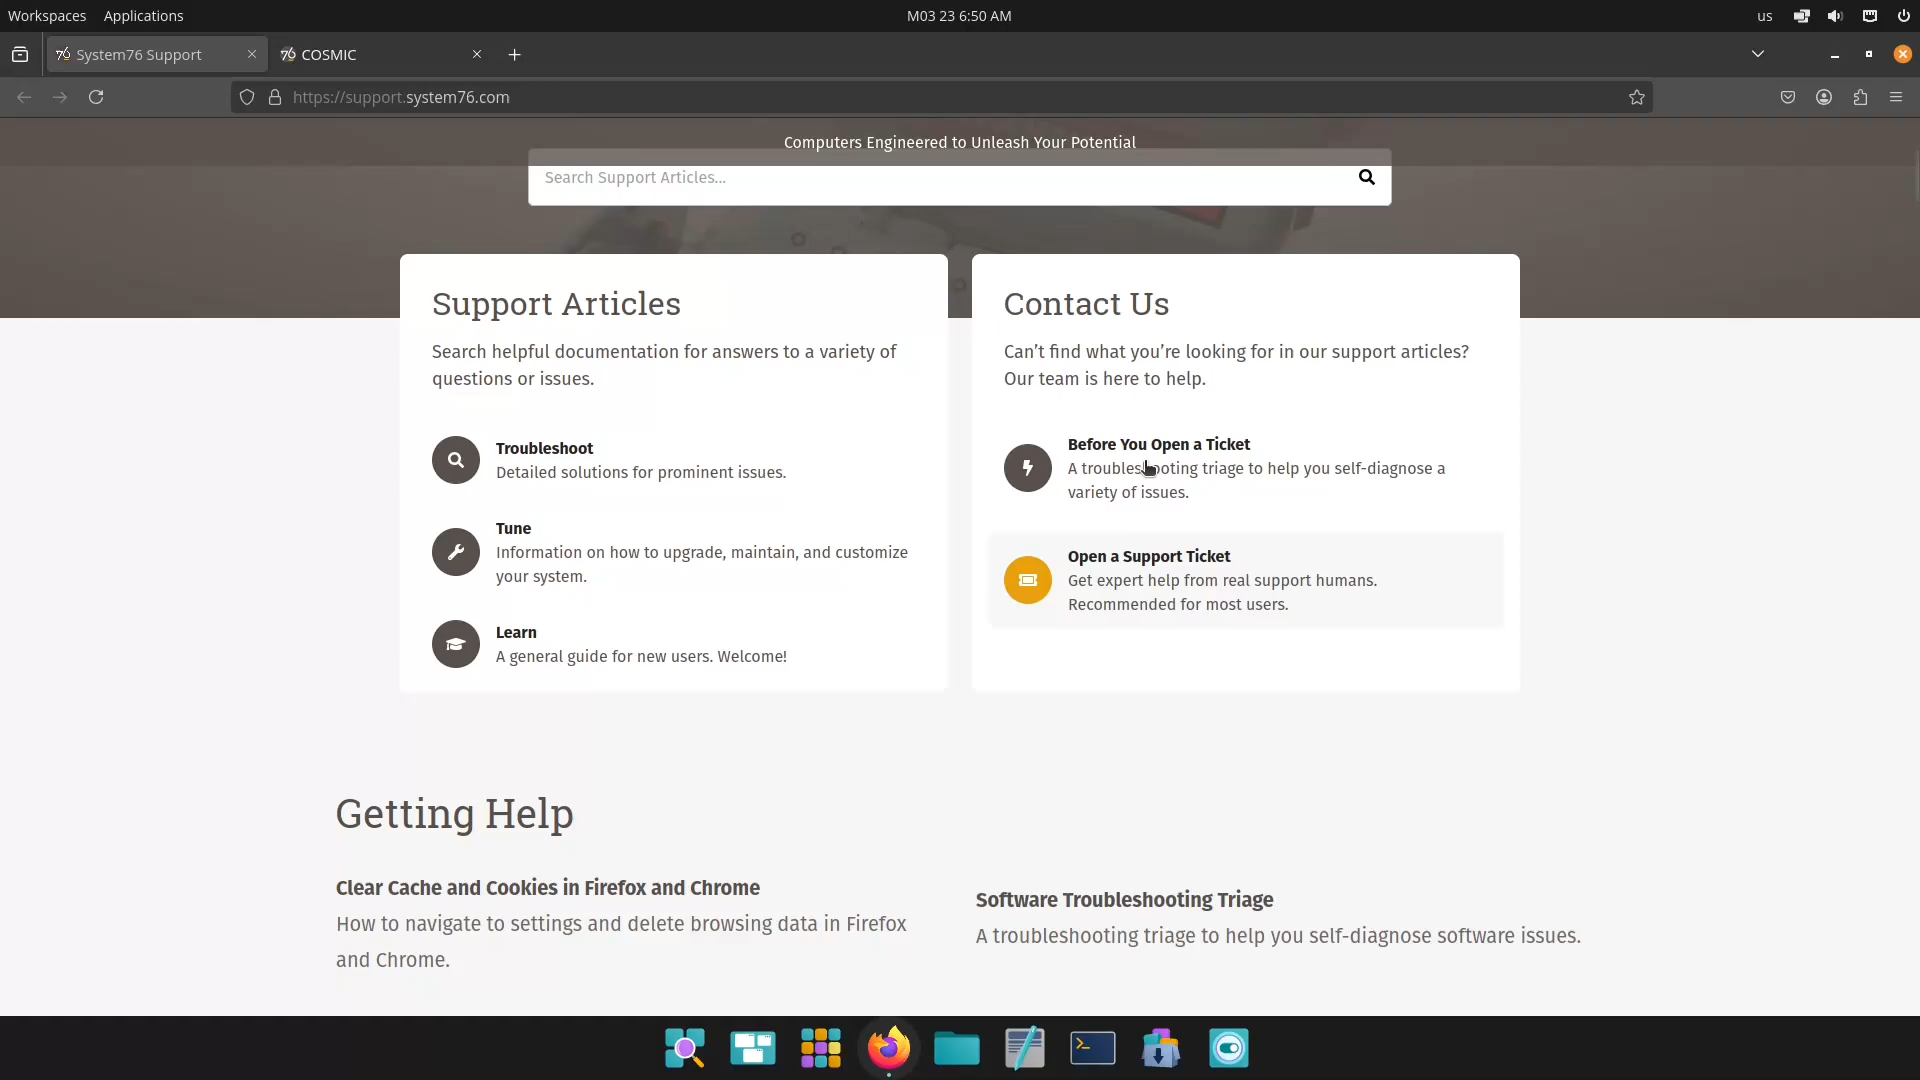 Workspaces Applications M03 23 6:50 AM us
System76 Support COSMIC
https://support.system76.com
Computers Engineered to Unleash Your Potential
Search Support Articles...
Support Articles
Search helpful documentation for answers to a variety of
questions or issues.
Troubleshoot
Detailed solutions for prominent issues.
Tune
Information on how to upgrade, maintain, and customize
your system.
Learn
A general guide for new users. Welcome!
Contact Us
Can’t find what you’re looking for in our support articles?
Our team is here to help.
Before You Open a Ticket
A troubleshooting triage to help you self-diagnose a
variety of issues.
Open a Support Ticket
Get expert help from real support humans.
Recommended for most users.
Getting Help
Clear Cache and Cookies in Firefox and Chrome
How to navigate to settings and delete browsing data in Firefox
and Chrome.
Software Troubleshooting Triage
A troubleshooting triage to help you self-diagnose software issues.